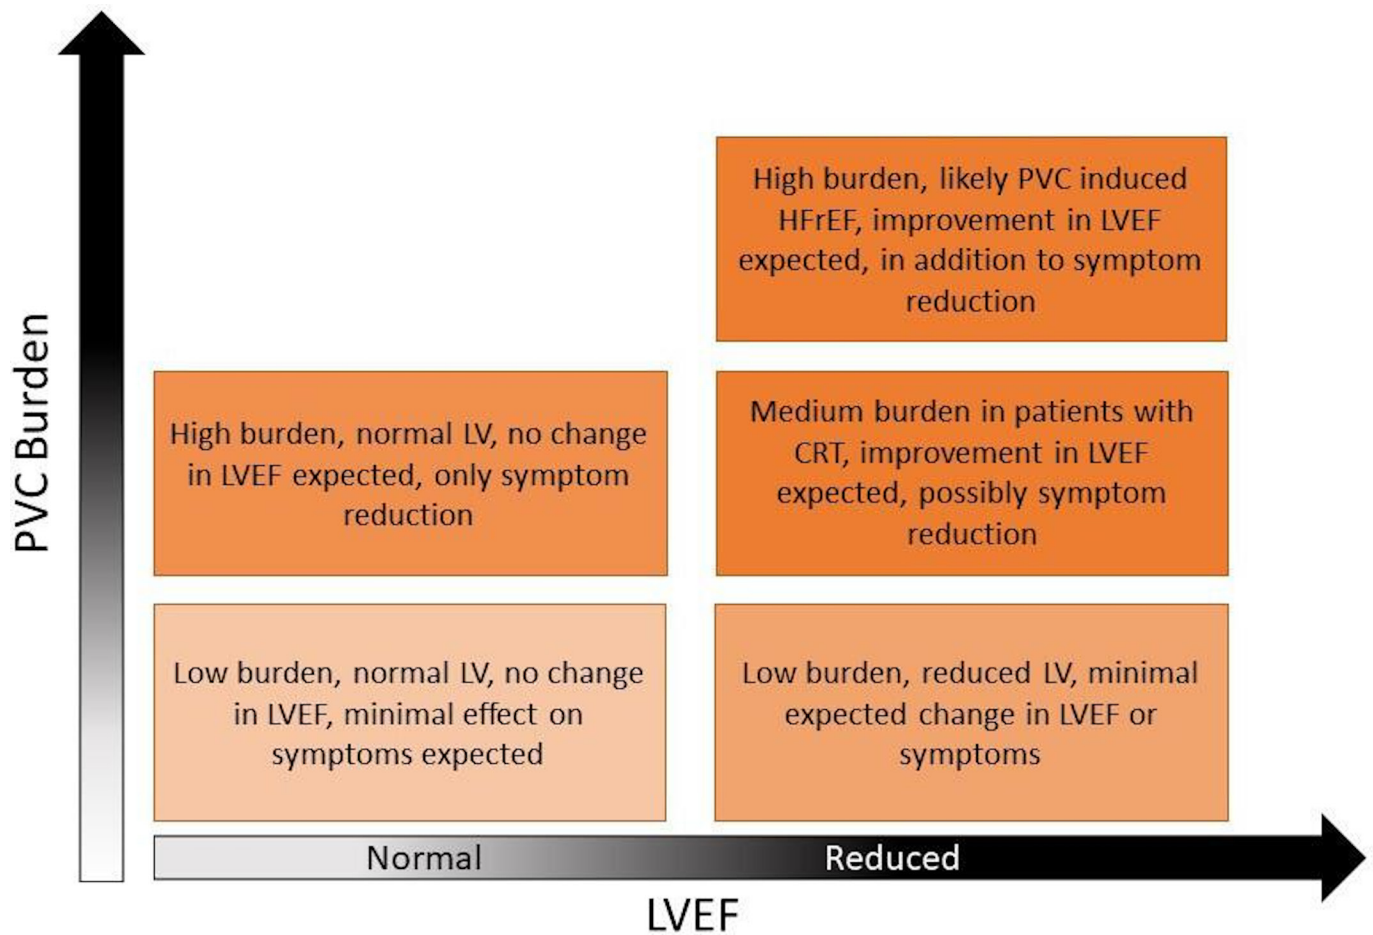 PVC Burden
High burden, likely PVC induced
HFrEF, improvement in LVEF
expected, in addition to symptom
reduction
High burden, normal LV, no change
in LVEF expected, only symptom
reduction
Medium burden in patients with
CRT, improvement in LVEF
expected, possibly symptom
reduction
Low burden, normal LV, no change
in LVEF, minimal effect on
symptoms expected
Low burden, reduced LV, minimal
expected change in LVEF or
symptoms
Normal
Reduced
LVEF